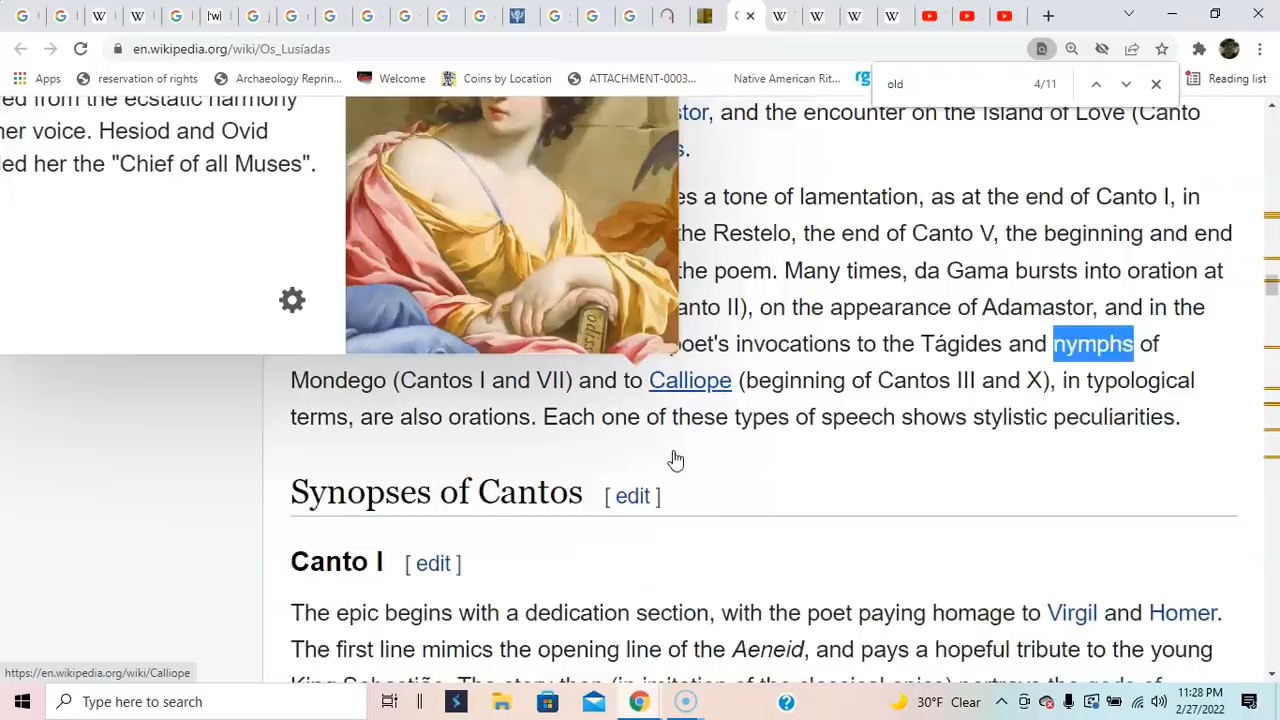 en.wikipedia.org/wiki/Os_Lusíadas
Apps
reservation of rights
Archaeology Reprin...
Welcome
Coins by Location
ATTACHMENT-0003...
Native American Rit...
Reading list
old 4/11
ed from the ecstatic harmony
her voice. Hesiod and Ovid
led her the "Chief of all Muses".
stor, and the encounter on the Island of Love (Canto
s.
es a tone of lamentation, as at the end of Canto I, in
the Restelo, the end of Canto V, the beginning and end
the poem. Many times, da Gama bursts into oration at
anto II), on the appearance of Adamastor, and in the
poet's invocations to the Tágides and nymphs of
Mondego (Cantos I and VII) and to Calliope (beginning of Cantos III and X), in typological
terms, are also orations. Each one of these types of speech shows stylistic peculiarities.
Synopses of Cantos [ edit ]
Canto I [ edit ]
The epic begins with a dedication section, with the poet paying homage to Virgil and Homer.
The first line mimics the opening line of the Aeneid, and pays a hopeful tribute to the young
https://en.wikipedia.org/wiki/Calliope
Type here to search
30°F Clear
11:28 PM
2/27/2022